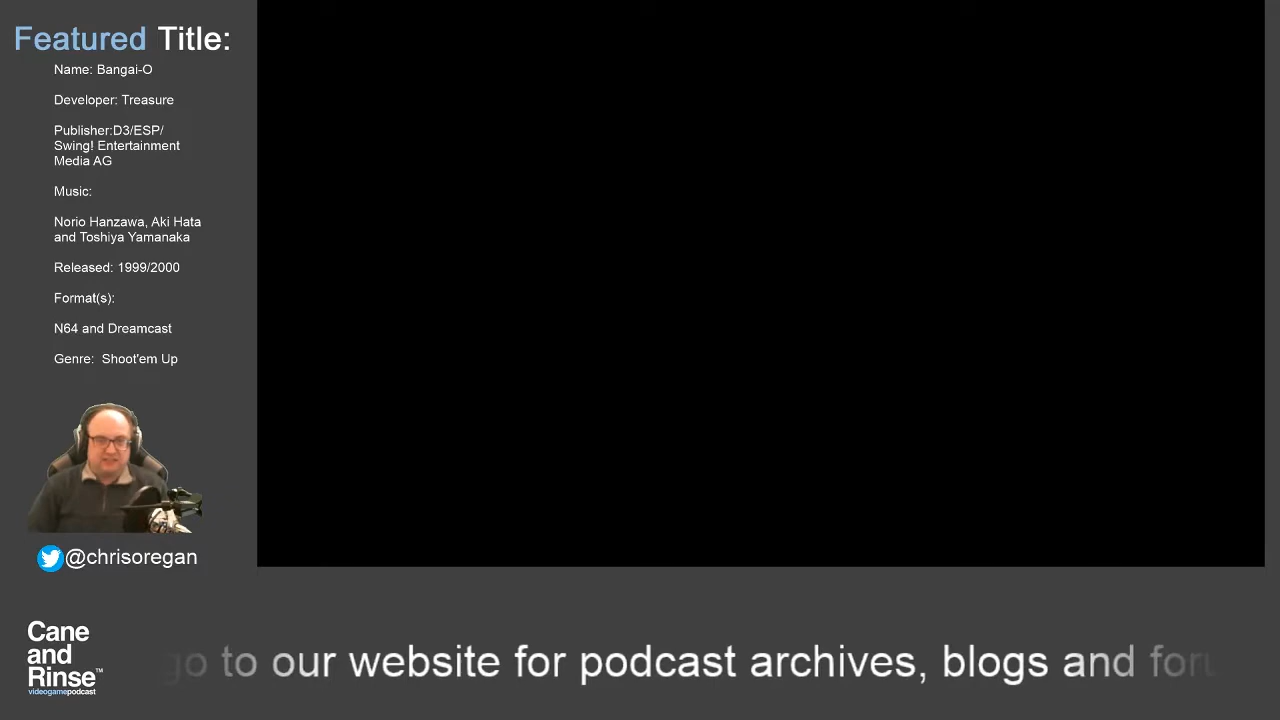 Featured Title:
Name: Bangai-O
Developer: Treasure
Publisher:D3/ESP/
Swing! Entertainment
Media AG
Music:
Norio Hanzawa, Aki Hata
and Toshiya Yamanaka
Released: 1999/2000
Format(s):
N64 and Dreamcast
Genre:  Shoot'em Up
@chrisoregan
Cane
and
Rinse™
videogamepodcast
go to our website for podcast archives, blogs and